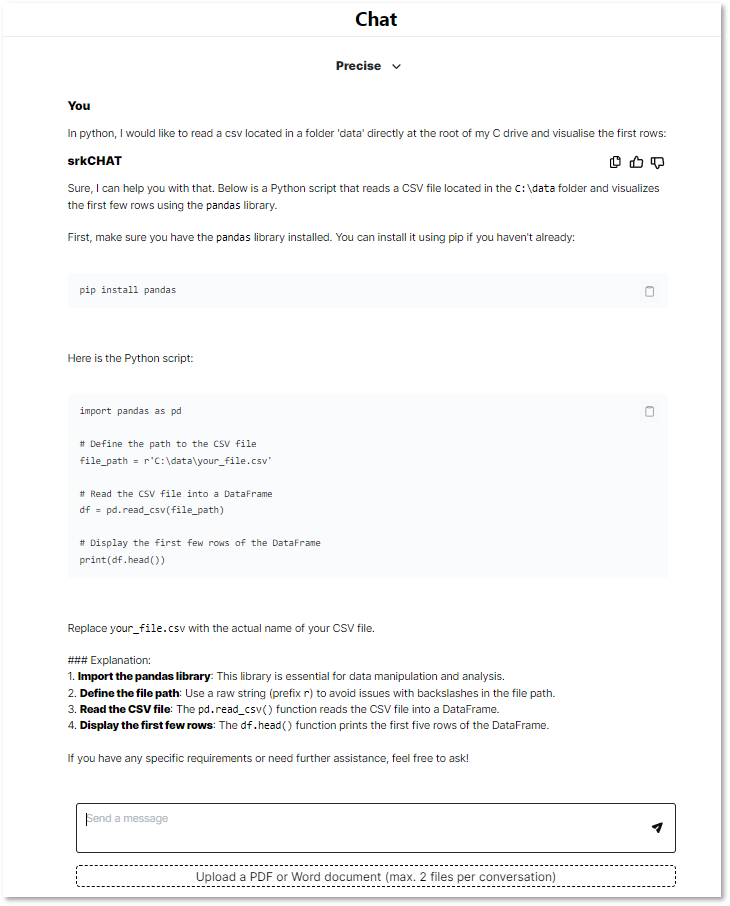 Chat
Precise
You
In python, I would like to read a csv located in a folder 'data' directly at the root of my C drive and visualise the first rows:
srkCHAT
Sure, I can help you with that. Below is a Python script that reads a CSV file located in the C:\data folder and visualizes
the first few rows using the pandas library.
First, make sure you have the pandas library installed. You can install it using pip if you haven't already:
pip install pandas
Here is the Python script:
import pandas as pd
# Define the path to the CSV file
file_path = r'C:\data\your_file.csv'
# Read the CSV file into a DataFrame
df = pd.read_csv(file_path)
# Display the first few rows of the DataFrame
print(df.head())
Replace your_file.csv with the actual name of your CSV file.
### Explanation:
1. Import the pandas library: This library is essential for data manipulation and analysis.
2. Define the file path: Use a raw string (prefix r) to avoid issues with backslashes in the file path.
3. Read the CSV file: The pd.read_csv() function reads the CSV file into a DataFrame.
4. Display the first few rows: The df.head() function prints the first five rows of the DataFrame.
If you have any specific requirements or need further assistance, feel free to ask!
Send a message
Upload a PDF or Word document (max. 2 files per conversation)